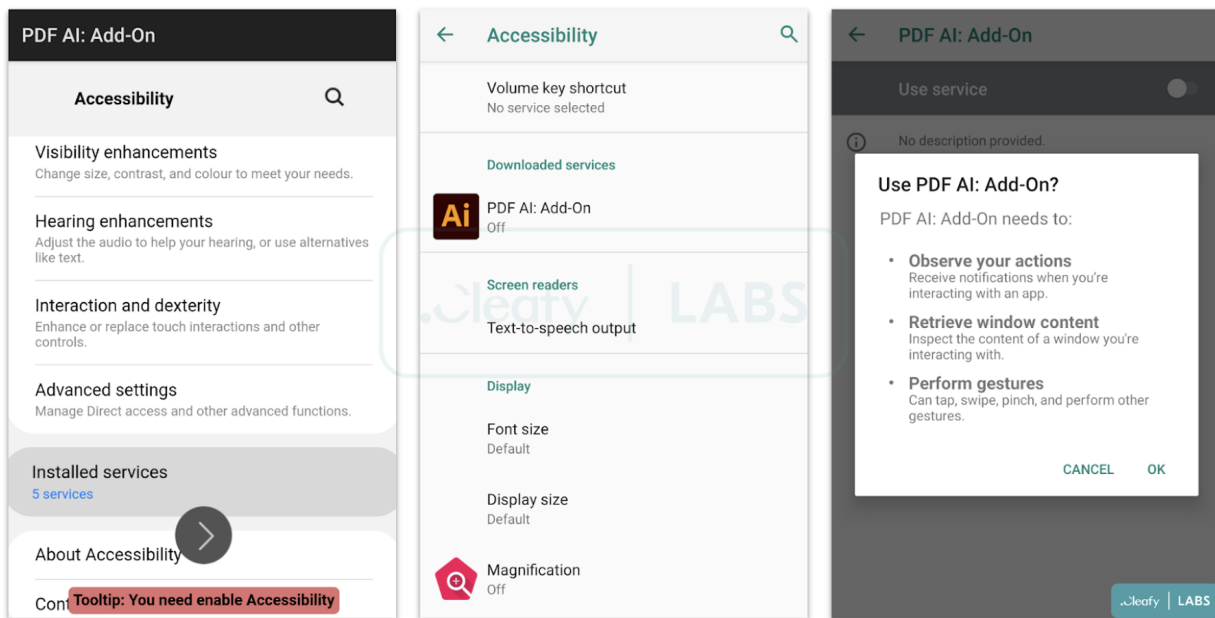 PDF AI: Add-On
Accessibility
Visibility enhancements
Change size, contrast, and colour to meet your needs.
Hearing enhancements
Adjust the audio to help your hearing, or use alternatives
like text.
Interaction and dexterity
Enhance or replace touch interactions and other
controls.
Advanced settings
Manage Direct access and other advanced functions.
Installed services
5 services
About Accessibility
Cont
Tooltip: You need enable Accessibility
Accessibility
Volume key shortcut
No service selected
Downloaded services
Ai
PDF AI: Add-On
Off
Screen readers
Text-to-speech output
Display
Font size
Default
Display size
Default
Magnification
Off
PDF AI: Add-On
Use service
No description provided.
Use PDF AI: Add-On?
PDF AI: Add-On needs to:
• Observe your actions
Receive notifications when you're
interacting with an app.
• Retrieve window content
Inspect the content of a window you're
interacting with.
• Perform gestures
Can tap, swipe, pinch, and perform other
gestures.
CANCEL OK
.Cleafy | LABS
.Cleafy | LABS